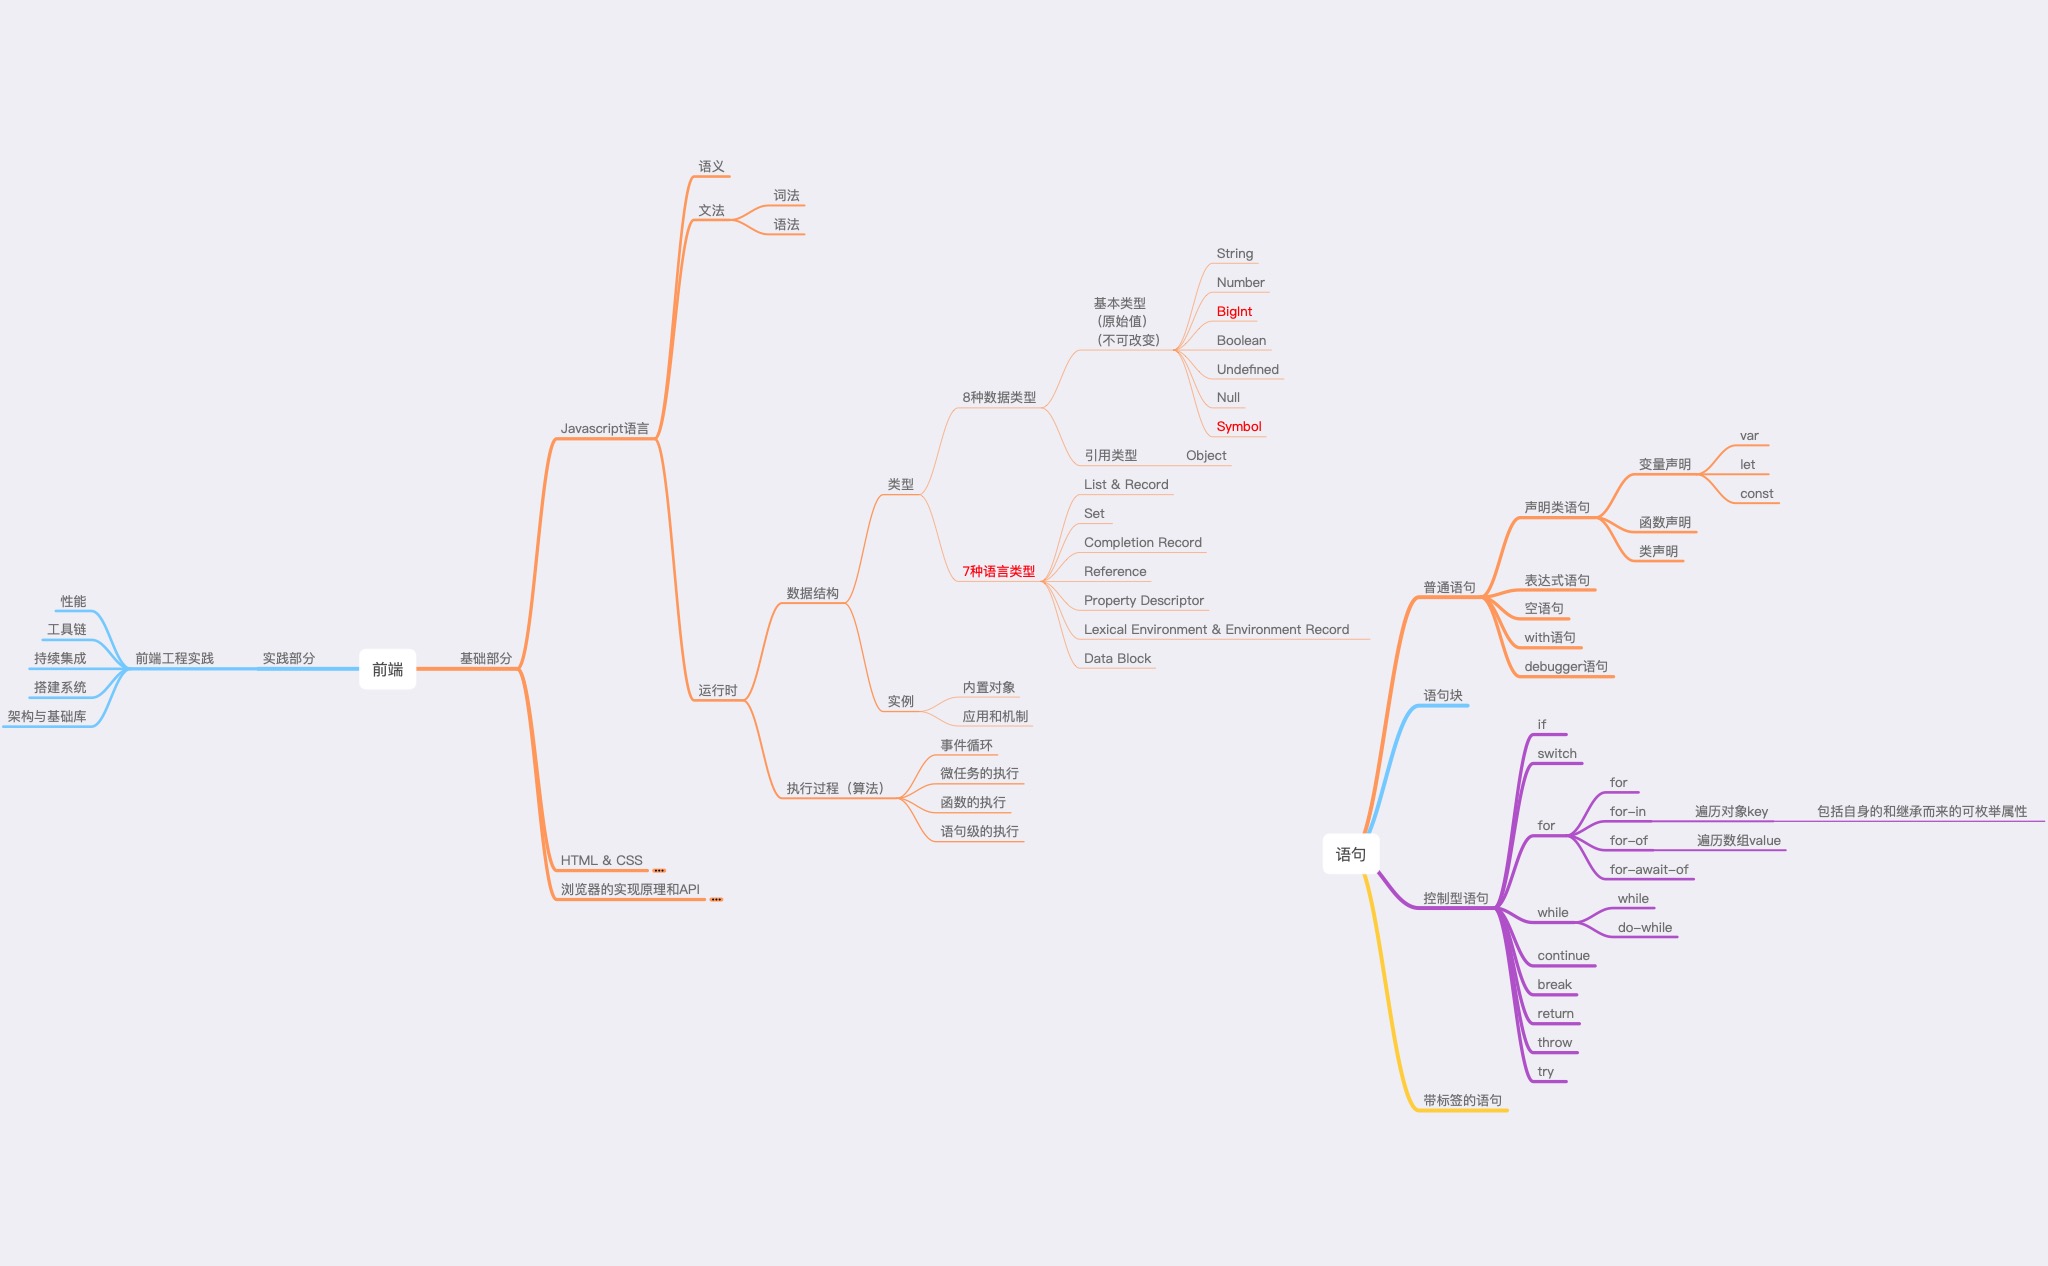 前端
实践部分
前端工程实践
性能
工具链
持续集成
搭建系统
架构与基础库
基础部分
Javascript语言
语义
文法
词法
语法
运行时
数据结构
类型
8种数据类型
基本类型
（原始值）
（不可改变）
String
Number
BigInt
Boolean
Undefined
Null
Symbol
引用类型
Object
7种语言类型
List & Record
Set
Completion Record
Reference
Property Descriptor
Lexical Environment & Environment Record
Data Block
实例
内置对象
应用和机制
执行过程（算法）
事件循环
微任务的执行
函数的执行
语句级的执行
HTML & CSS
浏览器的实现原理和API
语句
普通语句
声明类语句
变量声明
var
let
const
函数声明
类声明
表达式语句
空语句
with语句
debugger语句
语句块
控制型语句
if
switch
for
for
for-in
遍历对象key
包括自身的和继承而来的可枚举属性
for-of
遍历数组value
for-await-of
while
while
do-while
continue
break
return
throw
try
带标签的语句